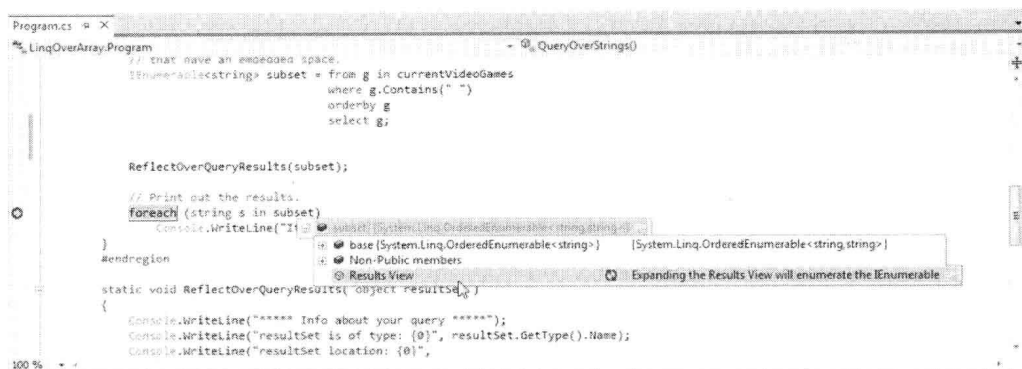 Program.cs
LinqOverArray.Program
QueryOverStrings()
// that have an embedded space.
IEnumerable<string> subset = from g in currentVideoGames
where g.Contains(" ")
orderby g
select g;
ReflectOverQueryResults(subset);
// Print out the results.
foreach (string s in subset)
Console.WriteLine("It
subset {System.Linq.OrderedEnumerable<string,string>}
}
base {System.Linq.OrderedEnumerable<string>} {System.Linq.OrderedEnumerable<string,string>}
#endregion
Non-Public members
Results View Expanding the Results View will enumerate the IEnumerable
static void ReflectOverQueryResults( object resultSet )
{
Console.WriteLine("***** Info about your query *****");
Console.WriteLine("resultSet is of type: {0}", resultSet.GetType().Name);
Console.WriteLine("resultSet location: {0}",
100 %